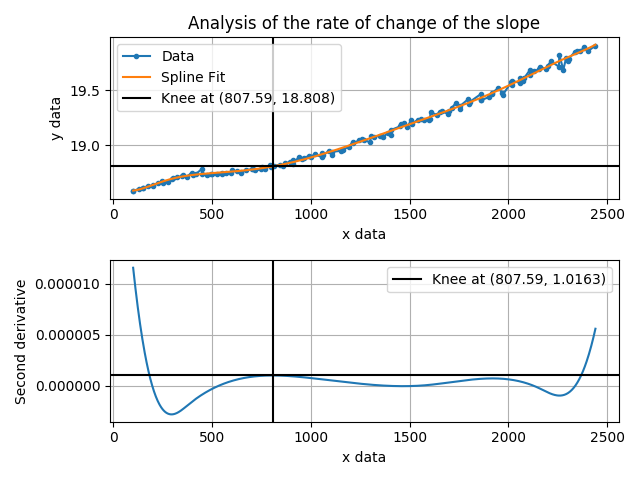 Analysis of the rate of change of the slope
Data
Spline Fit
Knee at (807.59, 18.808)
y data
19.5
19.0
0 500 1000 1500 2000 2500
x data
Knee at (807.59, 1.0163)
Second derivative
0.000010
0.000005
0.000000
0 500 1000 1500 2000 2500
x data